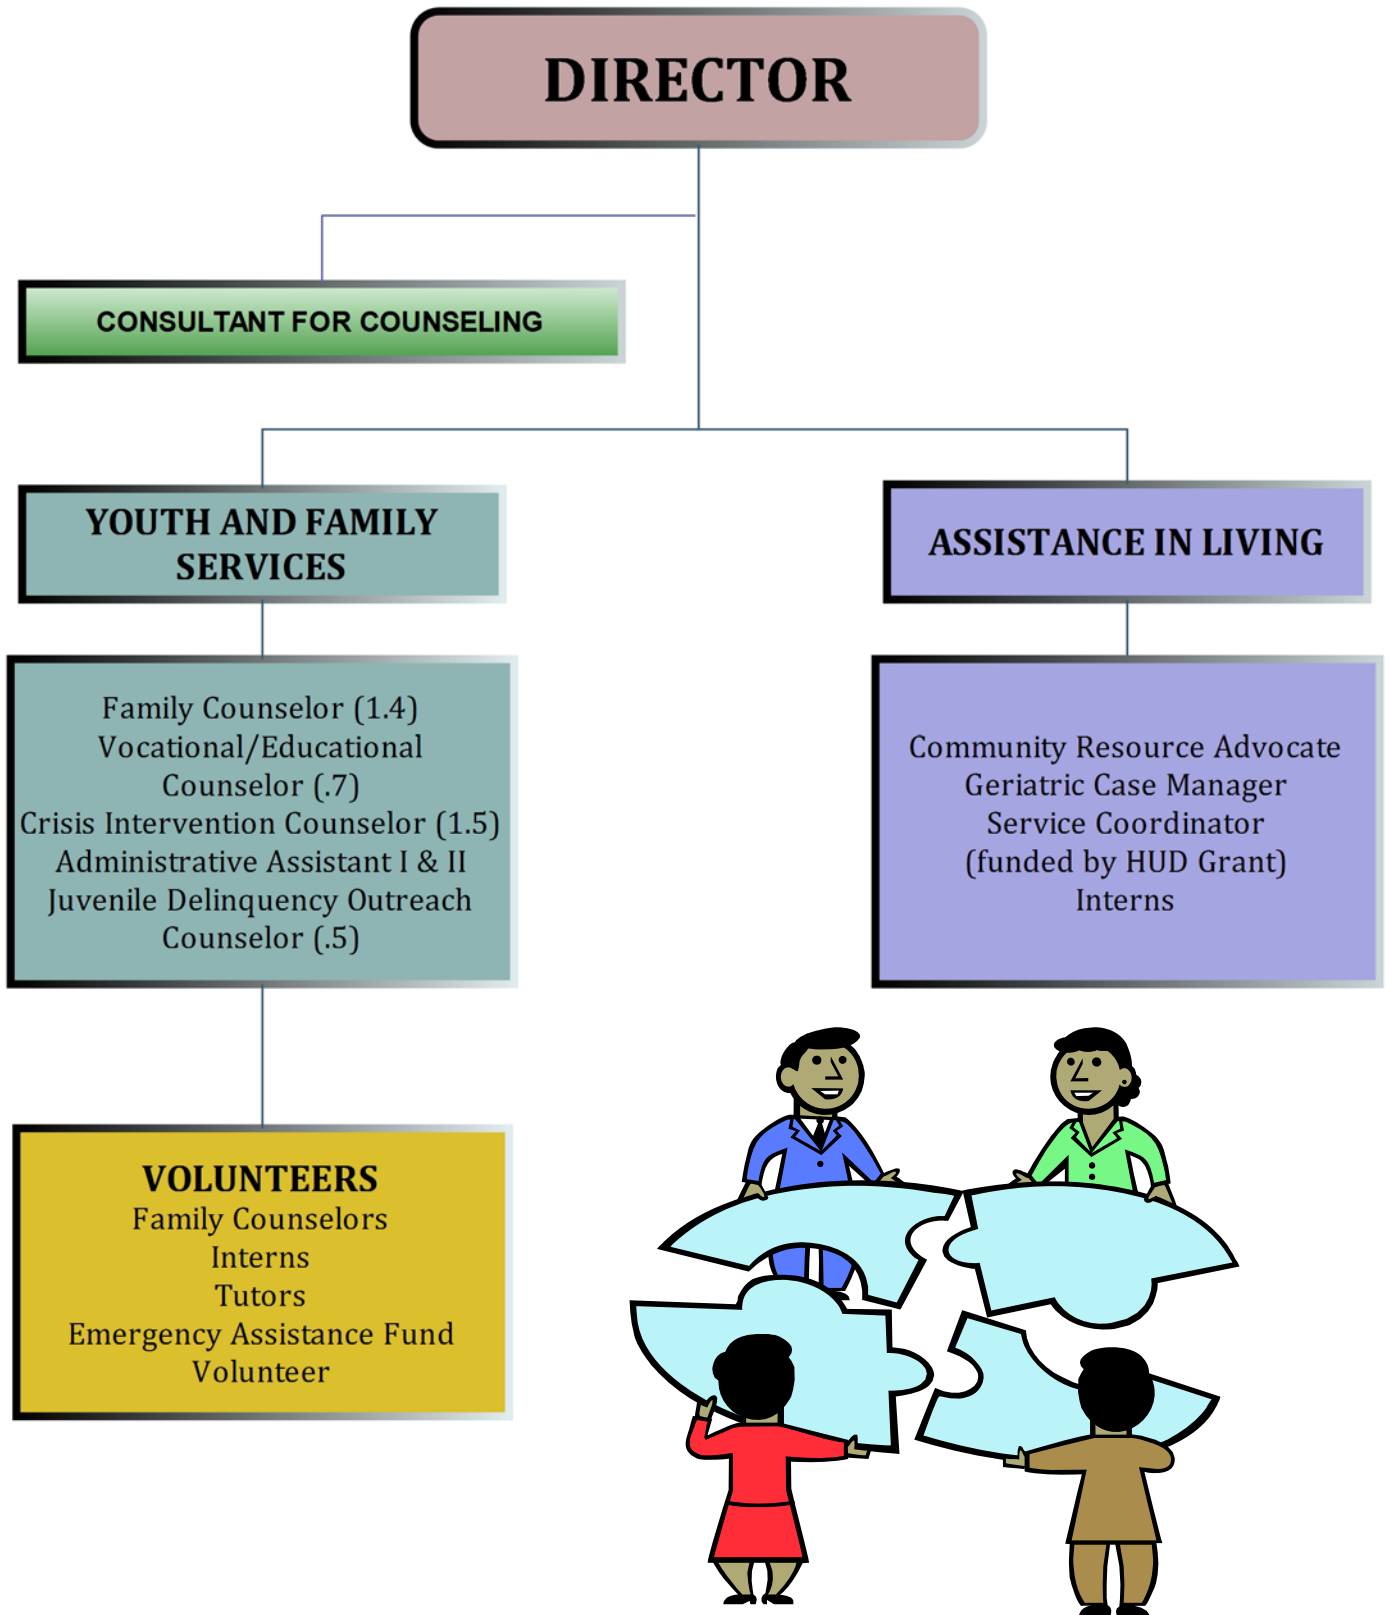 DIRECTOR
CONSULTANT FOR COUNSELING
YOUTH AND FAMILY
SERVICES
ASSISTANCE IN LIVING
Family Counselor (1.4)
Vocational/Educational
Counselor (.7)
Crisis Intervention Counselor (1.5)
Administrative Assistant I & II
Juvenile Delinquency Outreach
Counselor (.5)
Community Resource Advocate
Geriatric Case Manager
Service Coordinator
(funded by HUD Grant)
Interns
VOLUNTEERS
Family Counselors
Interns
Tutors
Emergency Assistance Fund
Volunteer